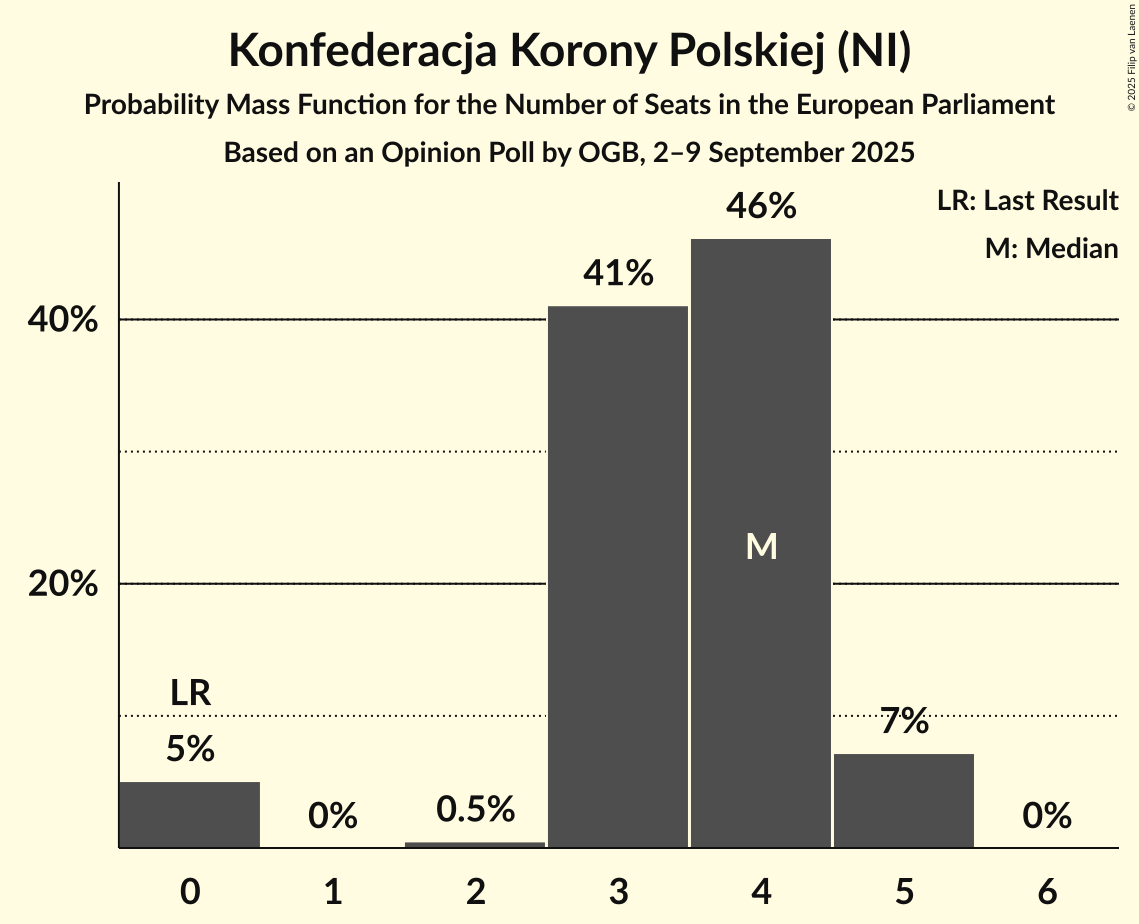 Konfederacja Korony Polskiej (NI)
Probability Mass Function for the Number of Seats in the European Parliament
Based on an Opinion Poll by OGB, 2–9 September 2025
© 2025 Filip van Laenen
LR: Last Result
M: Median
46%
41%
40%
M
20%
LR
7%
5%
0.5%
0%
0%
0 1 2 3 4 5 6